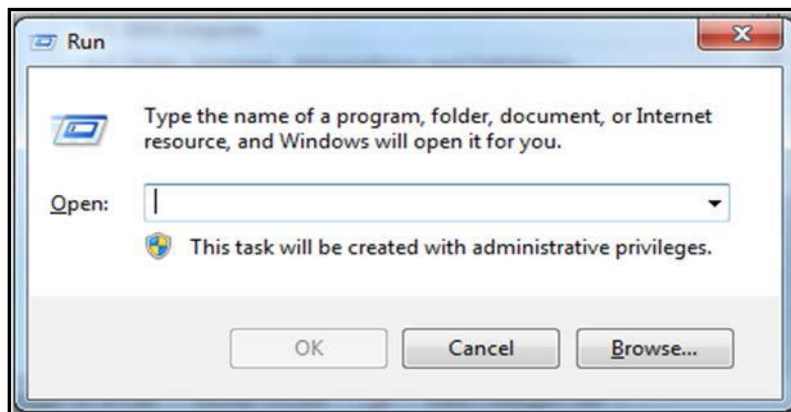 Run
Type the name of a program, folder, document, or Internet
resource, and Windows will open it for you.
Open:
This task will be created with administrative privileges.
OK
Cancel
Browse...